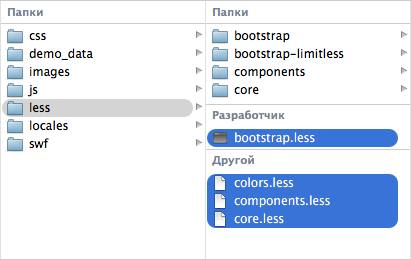 Папки
css
demo_data
images
js
less
locales
swf
Папки
bootstrap
bootstrap-limitless
components
core
Разработчик
bootstrap.less
Другой
colors.less
components.less
core.less